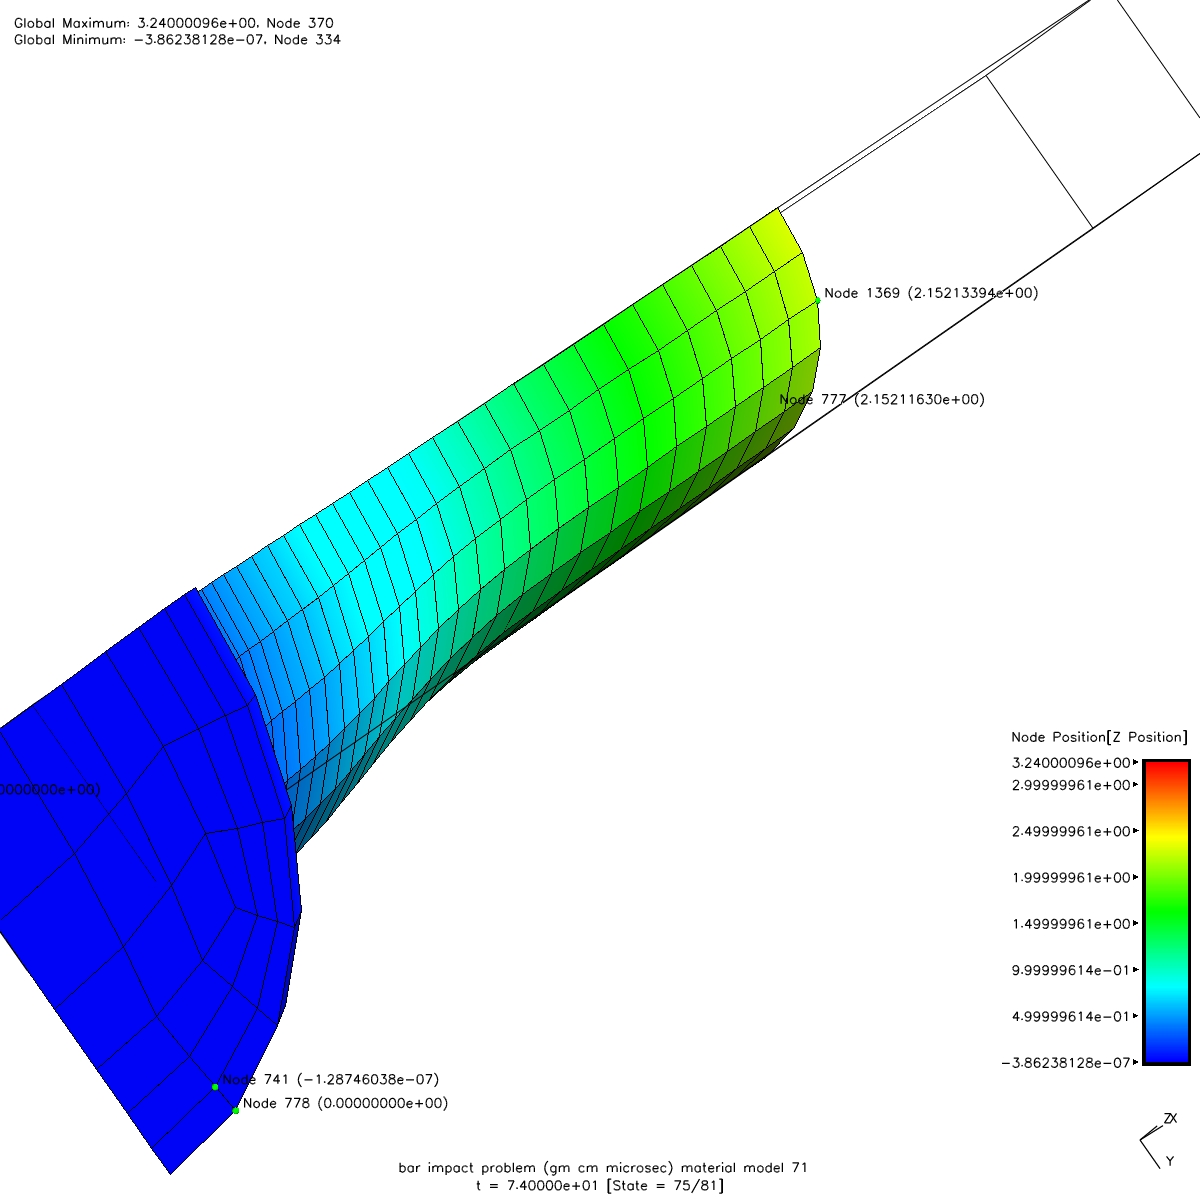 Global Maximum: 3.24000096e+00, Node 370
Global Minimum: -3.86238128e-07, Node 334
Node 1369 (2.15213394e+00)
Node 777 (2.15211630e+00)
Node Position[Z Position]
3.24000096e+00
2.99999961e+00
2.49999961e+00
1.99999961e+00
1.49999961e+00
9.99999614e-01
4.99999614e-01
-3.86238128e-07
0000000e+00)
Node 741 (-1.28746038e-07)
Node 778 (0.00000000e+00)
ZX
Y
bar impact problem (gm cm microsec) material model 71
t = 7.40000e+01 [State = 75/81]